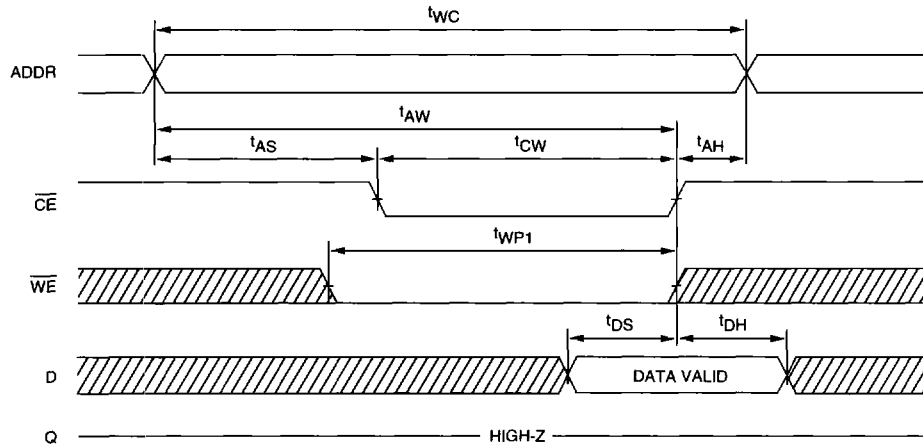 tWC
ADDR
tAW
tAS
tCW
tAH
CE
tWP1
WE
tDS
tDH
D
DATA VALID
Q
HIGH-Z